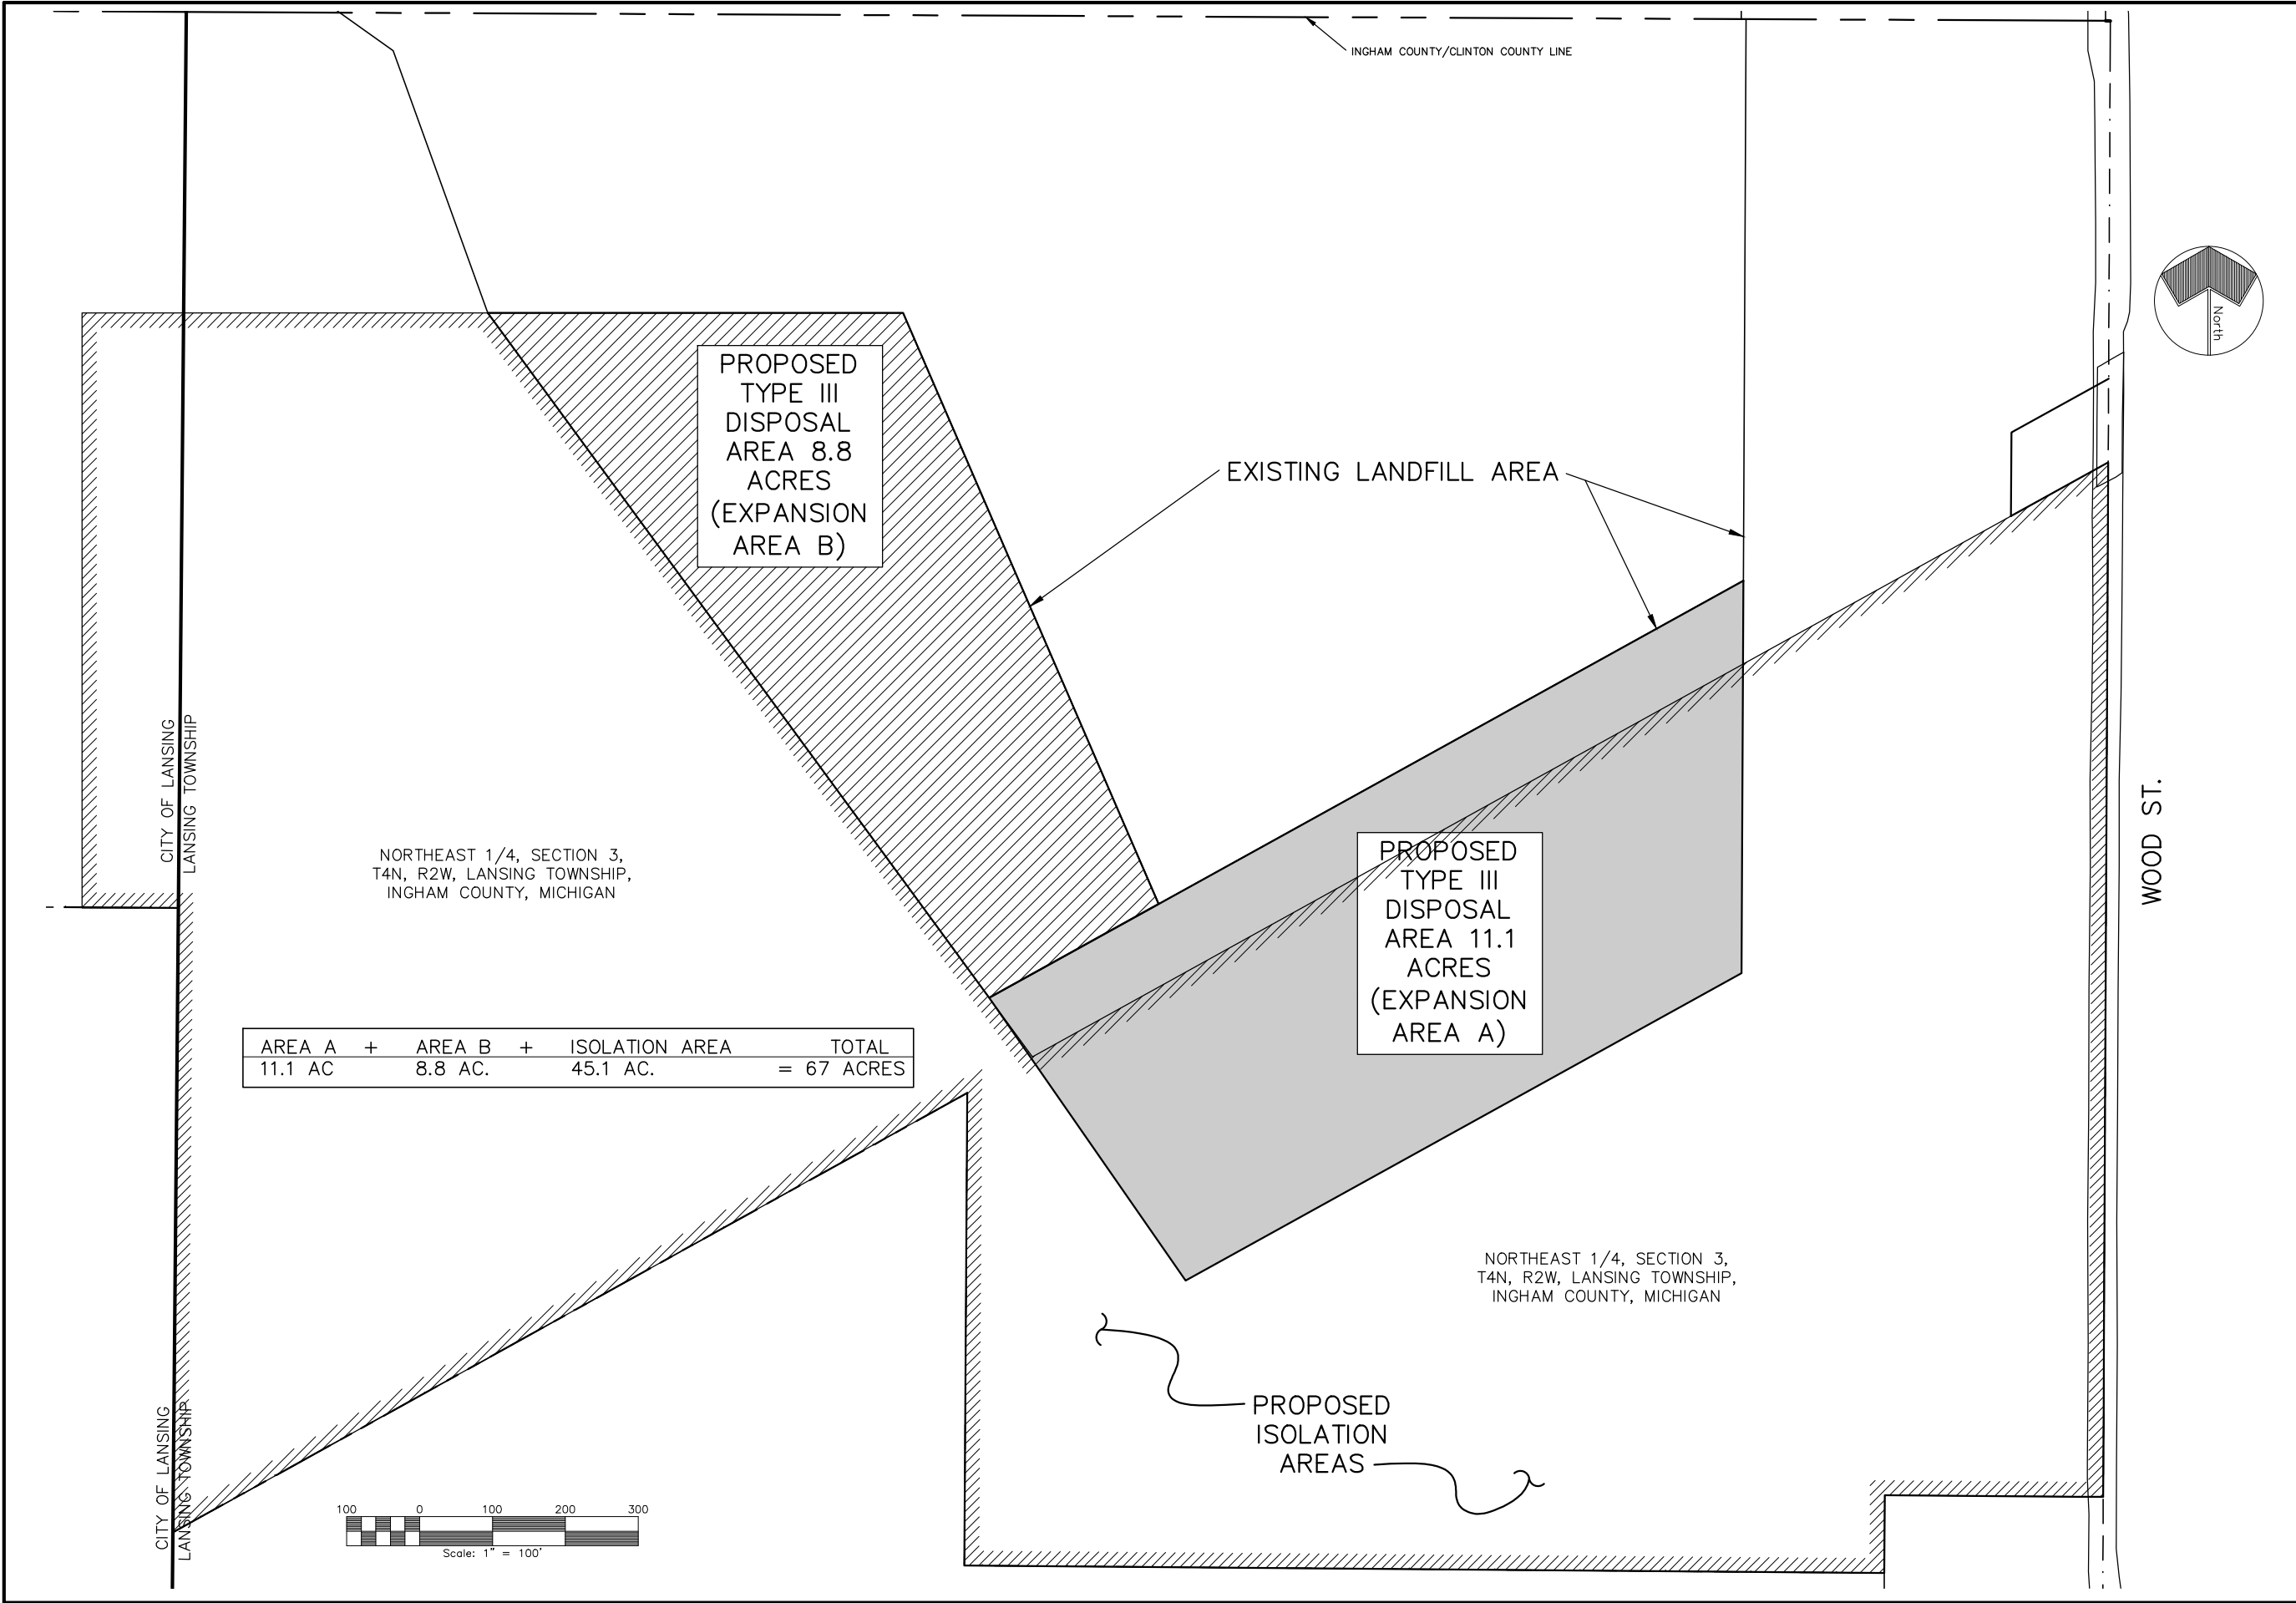 INGHAM COUNTY/CLINTON COUNTY LINE
North
PROPOSED
TYPE III
DISPOSAL
AREA 8.8
ACRES
(EXPANSION
AREA B)
EXISTING LANDFILL AREA
CITY OF LANSING
LANSING TOWNSHIP
WOOD ST.
NORTHEAST 1/4, SECTION 3,
T4N, R2W, LANSING TOWNSHIP,
INGHAM COUNTY, MICHIGAN
PROPOSED
TYPE III
DISPOSAL
AREA 11.1
ACRES
(EXPANSION
AREA A)
AREA A + AREA B + ISOLATION AREA TOTAL
11.1 AC 8.8 AC. 45.1 AC. = 67 ACRES
NORTHEAST 1/4, SECTION 3,
T4N, R2W, LANSING TOWNSHIP,
INGHAM COUNTY, MICHIGAN
PROPOSED
ISOLATION
AREAS
CITY OF LANSING
LANSING TOWNSHIP
100 0 100 200 300
Scale: 1" = 100'